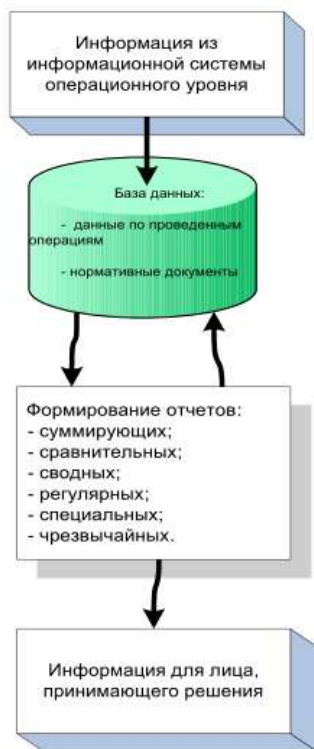 Информация из
информационной системы
операционного уровня
База данных:
- данные по проведенным
операциям
- нормативные документы
Формирование отчетов:
- суммирующих;
- сравнительных;
- сводных;
- регулярных;
- специальных;
- чрезвычайных.
Информация для лица,
принимающего решения